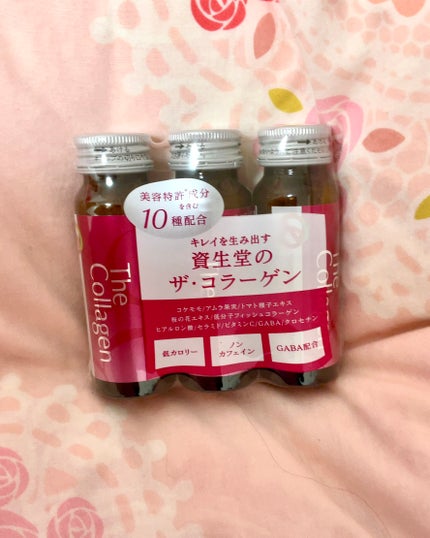 美容特許*成分
を含む
10種配合
キレイを生み出す
資生堂の
ザ・コラーゲン
コケモモ/アムラ果実/トマト種子エキス
桜の花エキス/低分子フィッシュコラーゲン
ヒアルロン酸/セラミド/ビタミンC/GABA/クロセチン
低カロリー
ノン
カフェイン
GABA配合
The
Collagen
The
Collagen